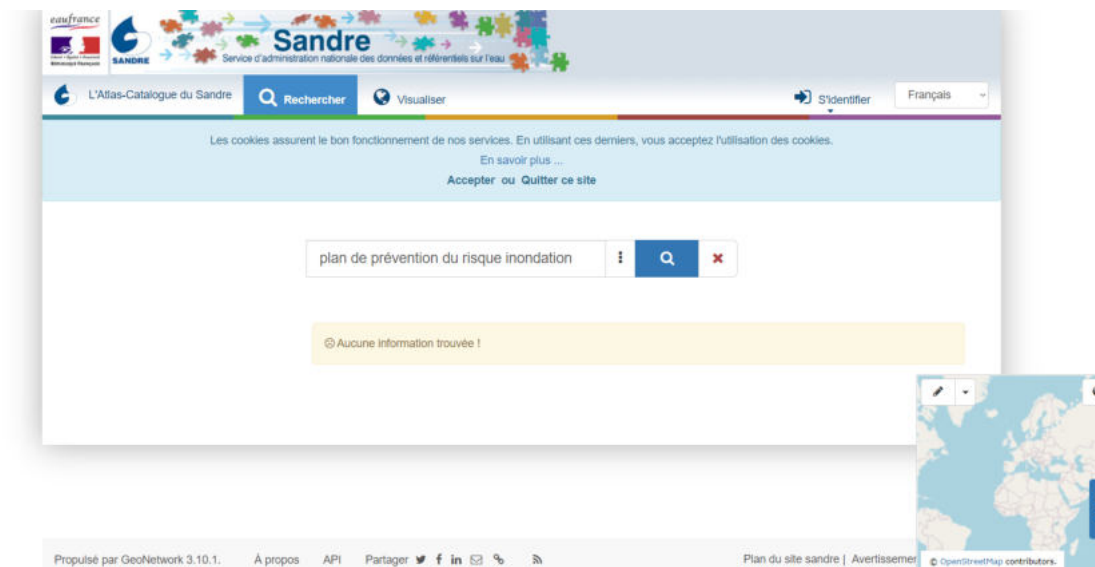 eaufrance
SANDRE
Sandre
Service d'administration nationale des données et référentiels sur l'eau
L'Atlas-Catalogue du Sandre
Rechercher
Visualiser
S'identifier
Français
Les cookies assurent le bon fonctionnement de nos services. En utilisant ces derniers, vous acceptez l'utilisation des cookies.
En savoir plus ...
Accepter ou Quitter ce site
plan de prévention du risque inondation
Aucune information trouvée !
Propulsé par GeoNetwork 3.10.1. À propos API Partager
Plan du site sandre | Avertissemen
© OpenStreetMap contributors.